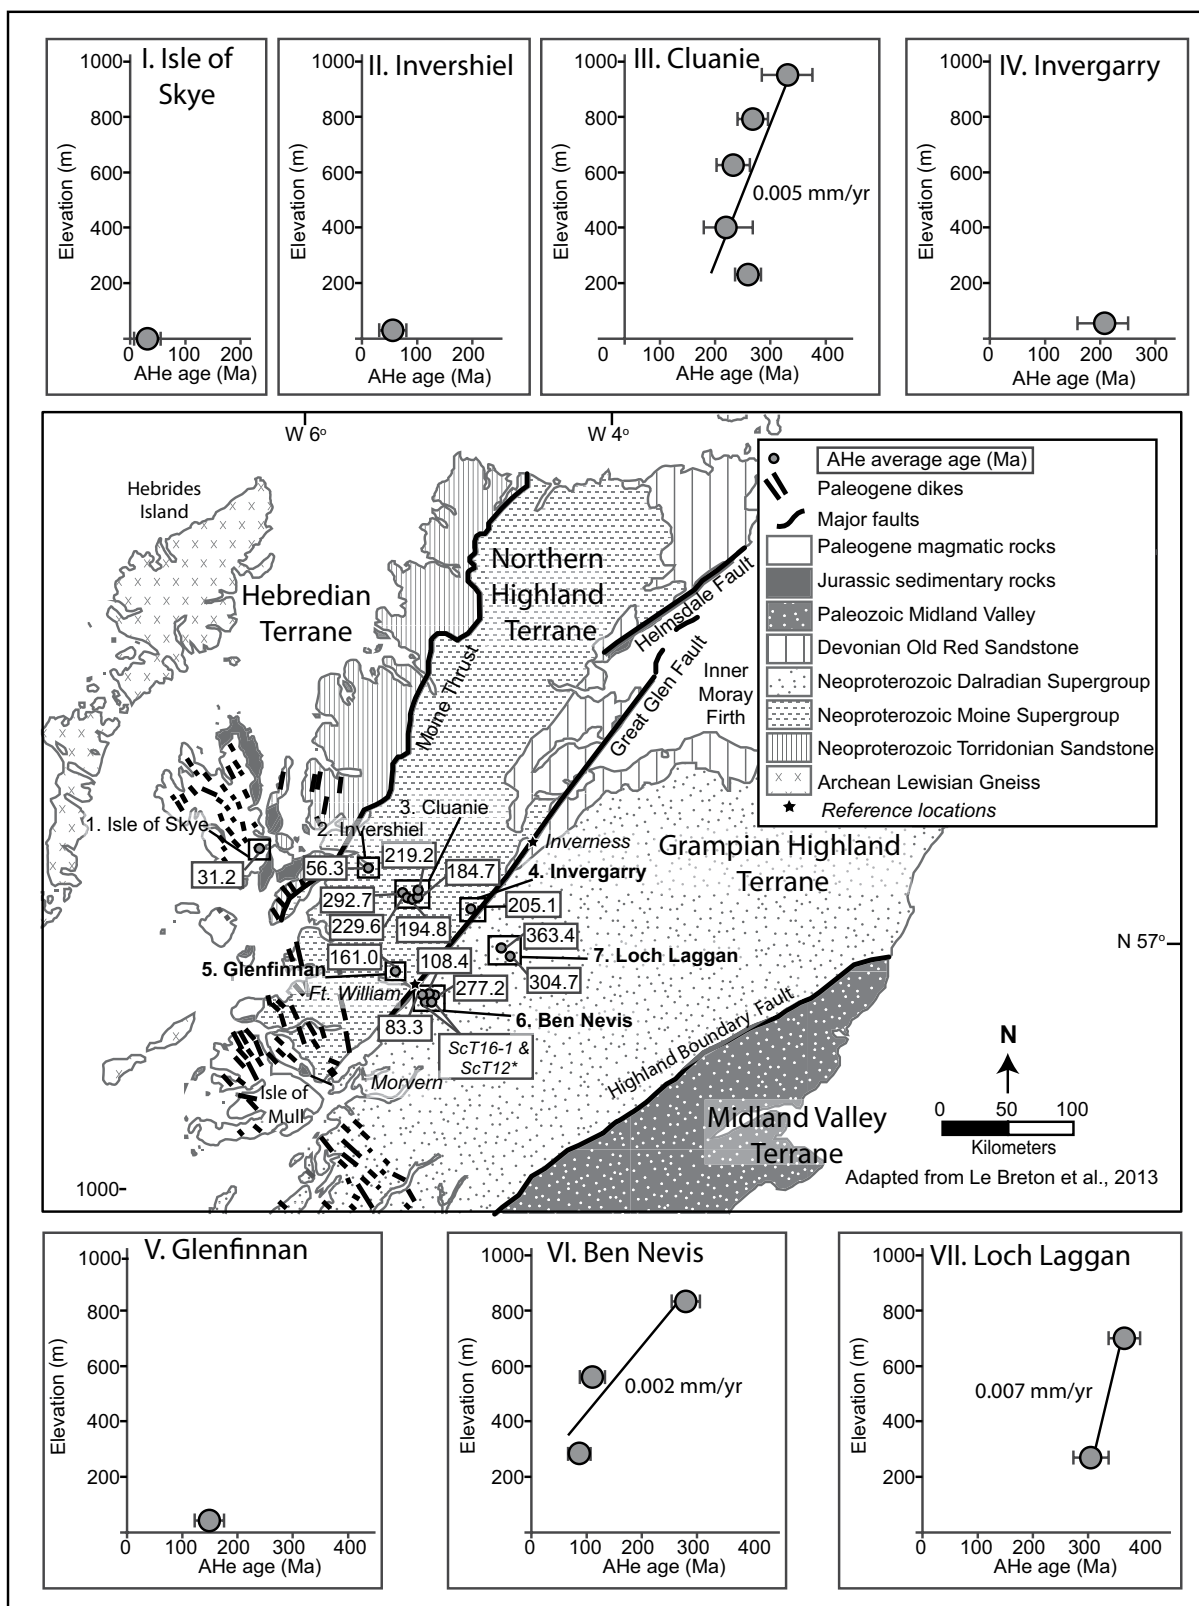 I. Isle of
Skye
1000
800
600
400
200
Elevation (m)
0 100 200
AHe age (Ma)
II. Invershiel
1000
800
600
400
200
Elevation (m)
0 100 200
AHe age (Ma)
III. Cluanie
1000
800
600
400
200
Elevation (m)
0.005 mm/yr
0 100 200 300 400
AHe age (Ma)
IV. Invergarry
1000
800
600
400
200
Elevation (m)
0 100 200 300
AHe age (Ma)
W 6o
W 4o
Hebrides
Island
Hebredian
Terrane
Northern
Highland
Terrane
Moine Thrust
Helmsdale Fault
Great Glen Fault
Inner
Moray
Firth
AHe average age (Ma)
Paleogene dikes
Major faults
Paleogene magmatic rocks
Jurassic sedimentary rocks
Paleozoic Midland Valley
Devonian Old Red Sandstone
Neoproterozoic Dalradian Supergroup
Neoproterozoic Moine Supergroup
Neoproterozoic Torridonian Sandstone
Archean Lewisian Gneiss
Reference locations
3. Cluanie
1. Isle of Skye
2. Invershiel
Inverness
Grampian Highland
Terrane
31.2
56.3
219.2
184.7
4. Invergarry
292.7
205.1
229.6
194.8
363.4
N 57o
161.0
108.4
7. Loch Laggan
5. Glenfinnan
304.7
Ft. William
277.2
6. Ben Nevis
83.3
ScT16-1 &
ScT12*
Morvern
Isle of
Mull
Highland Boundary Fault
Midland Valley
Terrane
N
0 50 100
Kilometers
Adapted from Le Breton et al., 2013
1000
V. Glenfinnan
1000
800
600
400
200
Elevation (m)
0 100 200 300 400
AHe age (Ma)
VI. Ben Nevis
1000
800
600
400
200
Elevation (m)
0.002 mm/yr
0 100 200 300 400
AHe age (Ma)
VII. Loch Laggan
1000
800
600
400
200
Elevation (m)
0.007 mm/yr
0 100 200 300 400
AHe age (Ma)